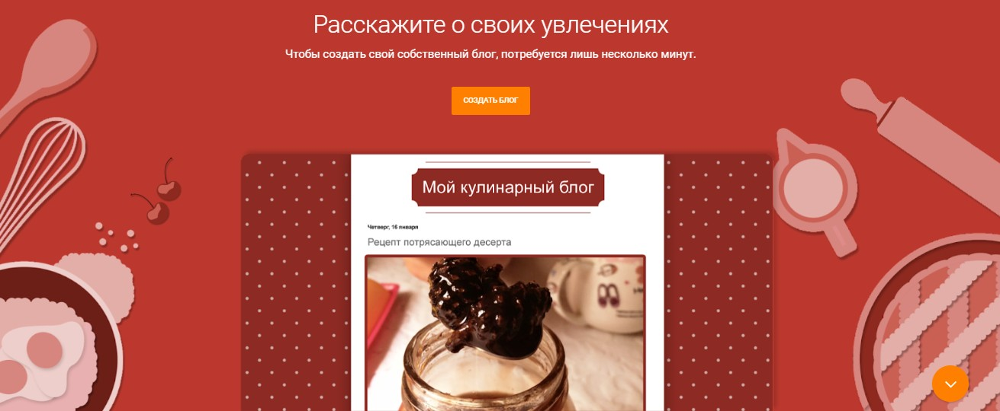 Расскажите о своих увлечениях
Чтобы создать свой собственный блог, потребуется лишь несколько минут.
СОЗДАТЬ БЛОГ
Мой кулинарный блог
Четверг, 16 января
Рецепт потрясающего десерта